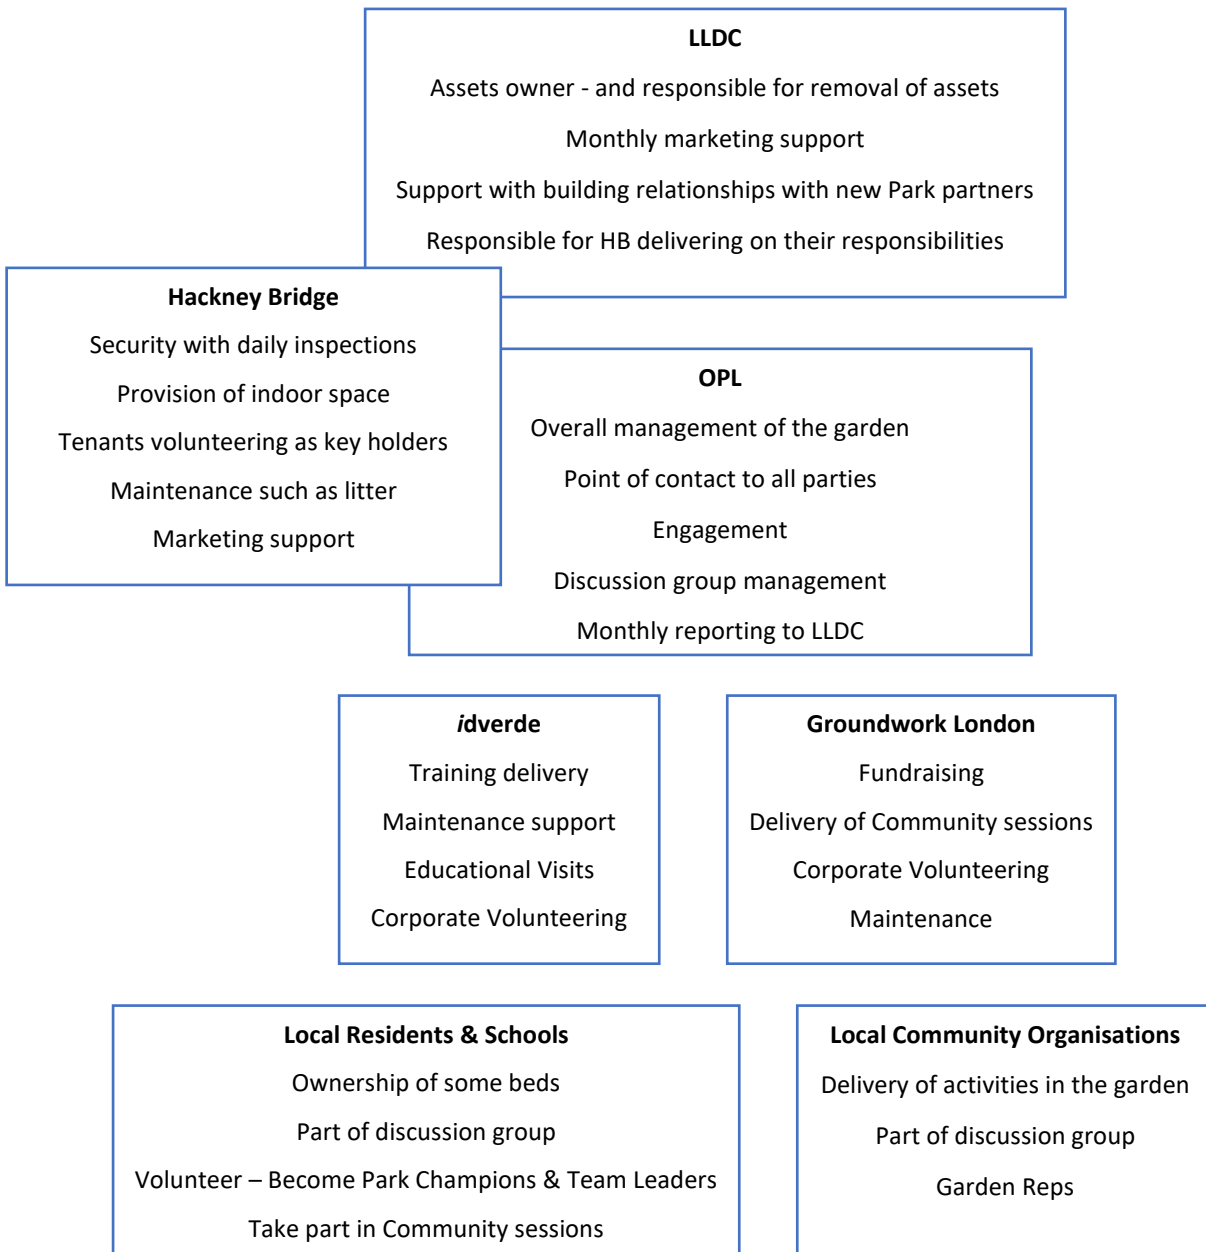 LLDC
Assets owner - and responsible for removal of assets
Monthly marketing support
Support with building relationships with new Park partners
Responsible for HB delivering on their responsibilities
Hackney Bridge
Security with daily inspections
Provision of indoor space
Tenants volunteering as key holders
Maintenance such as litter
Marketing support
OPL
Overall management of the garden
Point of contact to all parties
Engagement
Discussion group management
Monthly reporting to LLDC
idverde
Training delivery
Maintenance support
Educational Visits
Corporate Volunteering
Groundwork London
Fundraising
Delivery of Community sessions
Corporate Volunteering
Maintenance
Local Residents & Schools
Ownership of some beds
Part of discussion group
Volunteer – Become Park Champions & Team Leaders
Take part in Community sessions
Local Community Organisations
Delivery of activities in the garden
Part of discussion group
Garden Reps